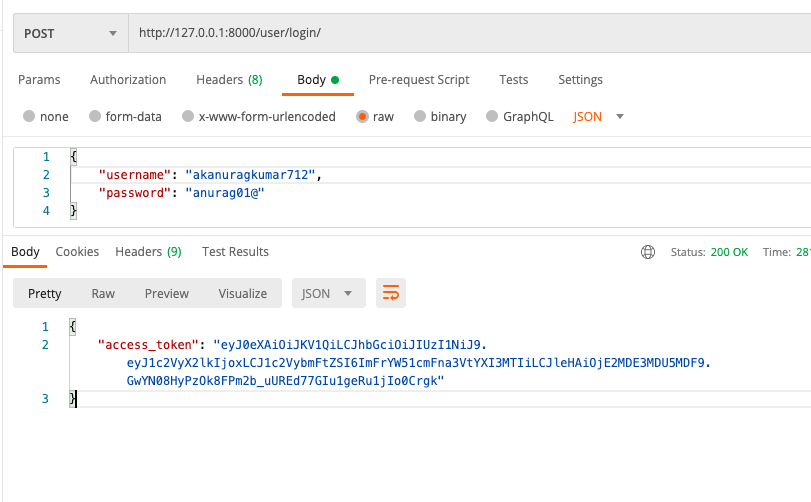 POST http://127.0.0.1:8000/user/login/
Params Authorization Headers (8) Body Pre-request Script Tests Settings
none form-data x-www-form-urlencoded raw binary GraphQL JSON
1 {
2 "username": "akanuragkumar712",
3 "password": "anurag01@"
4 }
Body Cookies Headers (9) Test Results Status: 200 OK Time: 281
Pretty Raw Preview Visualize JSON
1 {
2 "access_token": "eyJ0eXAiOiJKV1QiLCJhbGciOiJIUzI1NiJ9.
eyJ1c2VyX2lkIjoxLCJ1c2VybmFtZSI6ImFrYW51cmFna3VtYXI3MTIiLCJleHAiOjE2MDE3MDU5MDF9.
GwYN08HyPzOk8FPm2b_uUREd77GIu1geRu1jIo0Crgk"
3 }